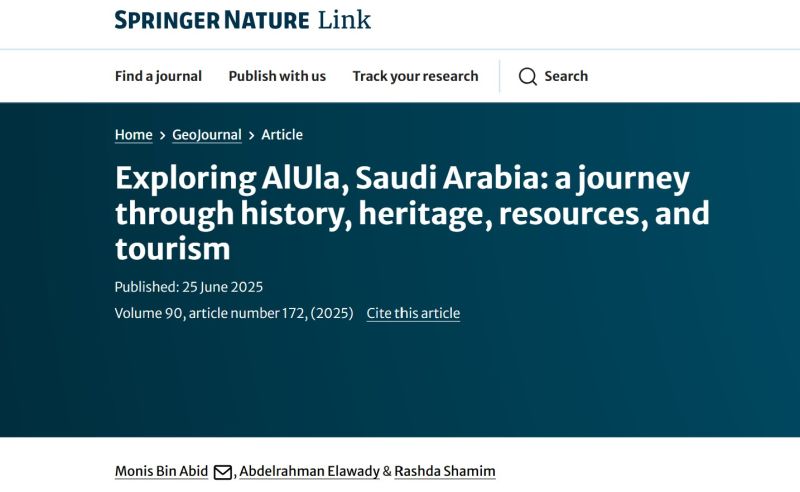 SPRINGER NATURE Link
Find a journal Publish with us Track your research Search
Home > GeoJournal > Article
Exploring AlUla, Saudi Arabia: a journey
through history, heritage, resources, and
tourism
Published: 25 June 2025
Volume 90, article number 172, (2025) Cite this article
Monis Bin Abid, Abdelrahman Elawady & Rashda Shamim